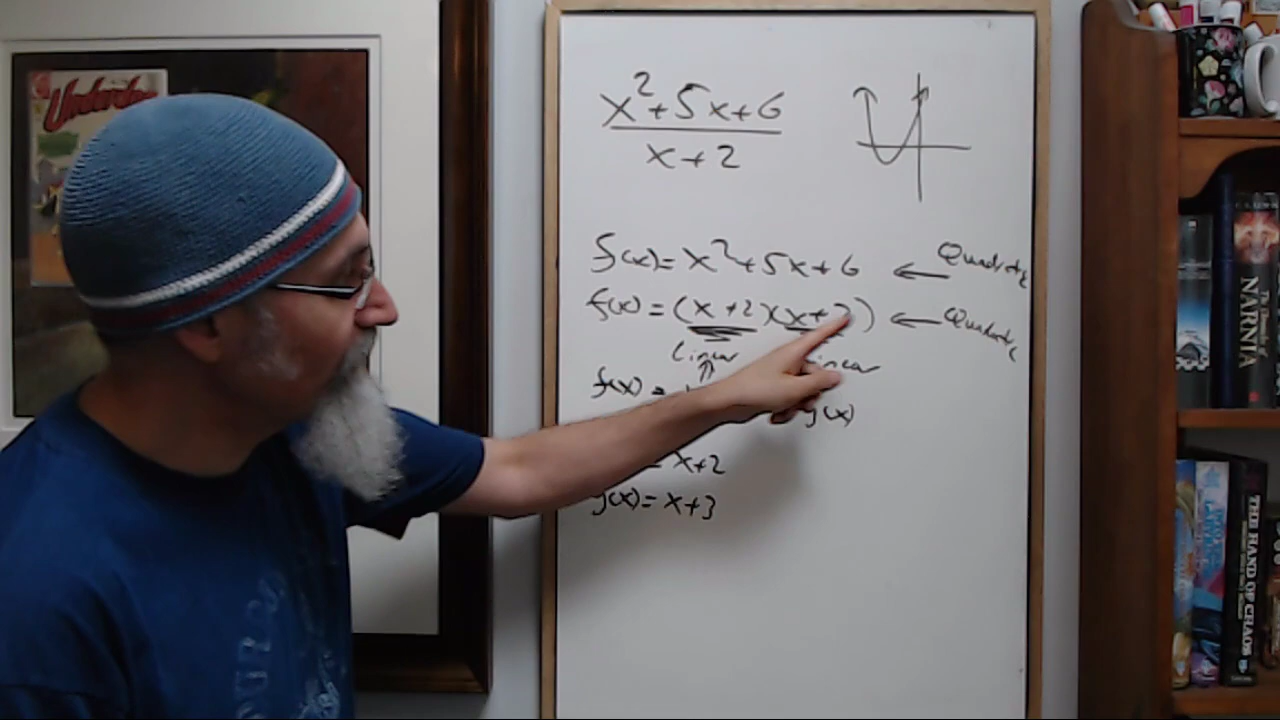 Underdog
x²+5x+6
x+2
f(x)=x²+5x+6 ← Quadratic
f(x)=(x+2)(x+3) ← Quadratic
Linear
f(x)=
g(x)
= x+2
g(x)=x+3
NARNIA
THE HAND OF CHAOS